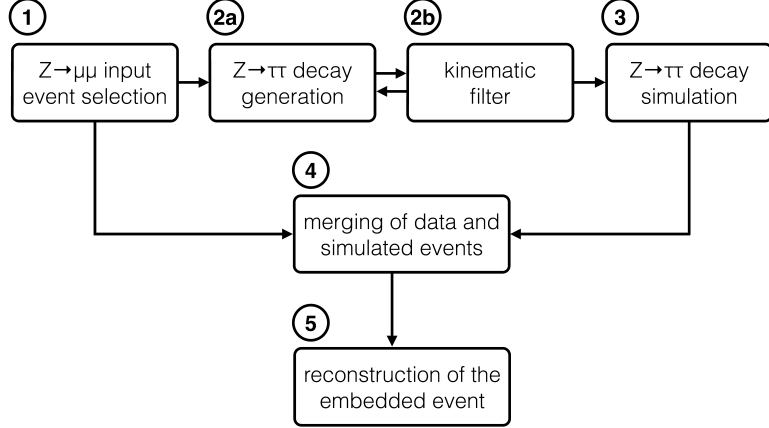 1
2a
2b
3
Z→μμ input
event selection
Z→ττ decay
generation
kinematic
filter
Z→ττ decay
simulation
4
merging of data and
simulated events
5
reconstruction of the
embedded event